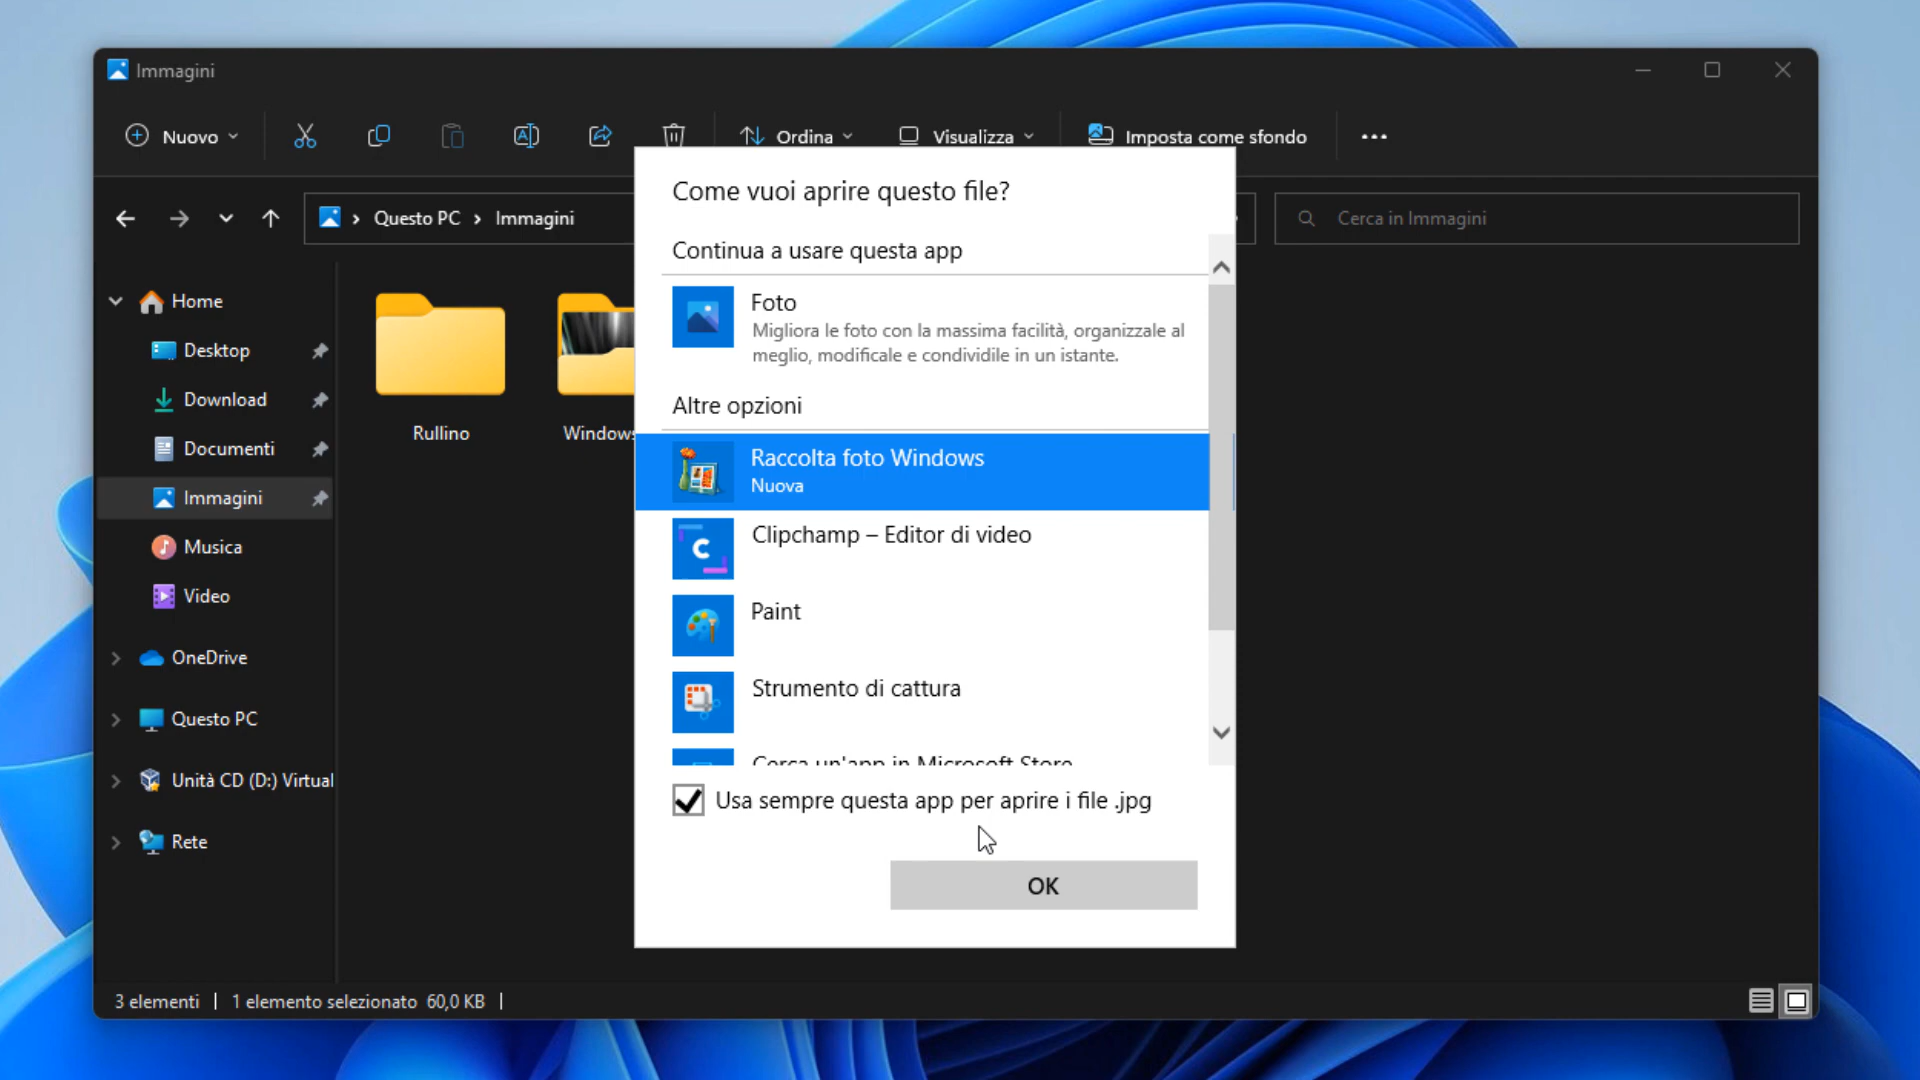 Immagini
Nuovo
Ordina
Visualizza
Imposta come sfondo
Questo PC
Immagini
Cerca in Immagini
Home
Desktop
Download
Documenti
Immagini
Musica
Video
OneDrive
Questo PC
Unità CD (D:) Virtual
Rete
Rullino
Windows
Come vuoi aprire questo file?
Continua a usare questa app
Foto
Migliora le foto con la massima facilità, organizzale al
meglio, modificale e condividile in un istante.
Altre opzioni
Raccolta foto Windows
Nuova
Clipchamp – Editor di video
Paint
Strumento di cattura
Cerca un'app in Microsoft Store
Usa sempre questa app per aprire i file .jpg
OK
3 elementi
1 elemento selezionato 60,0 KB